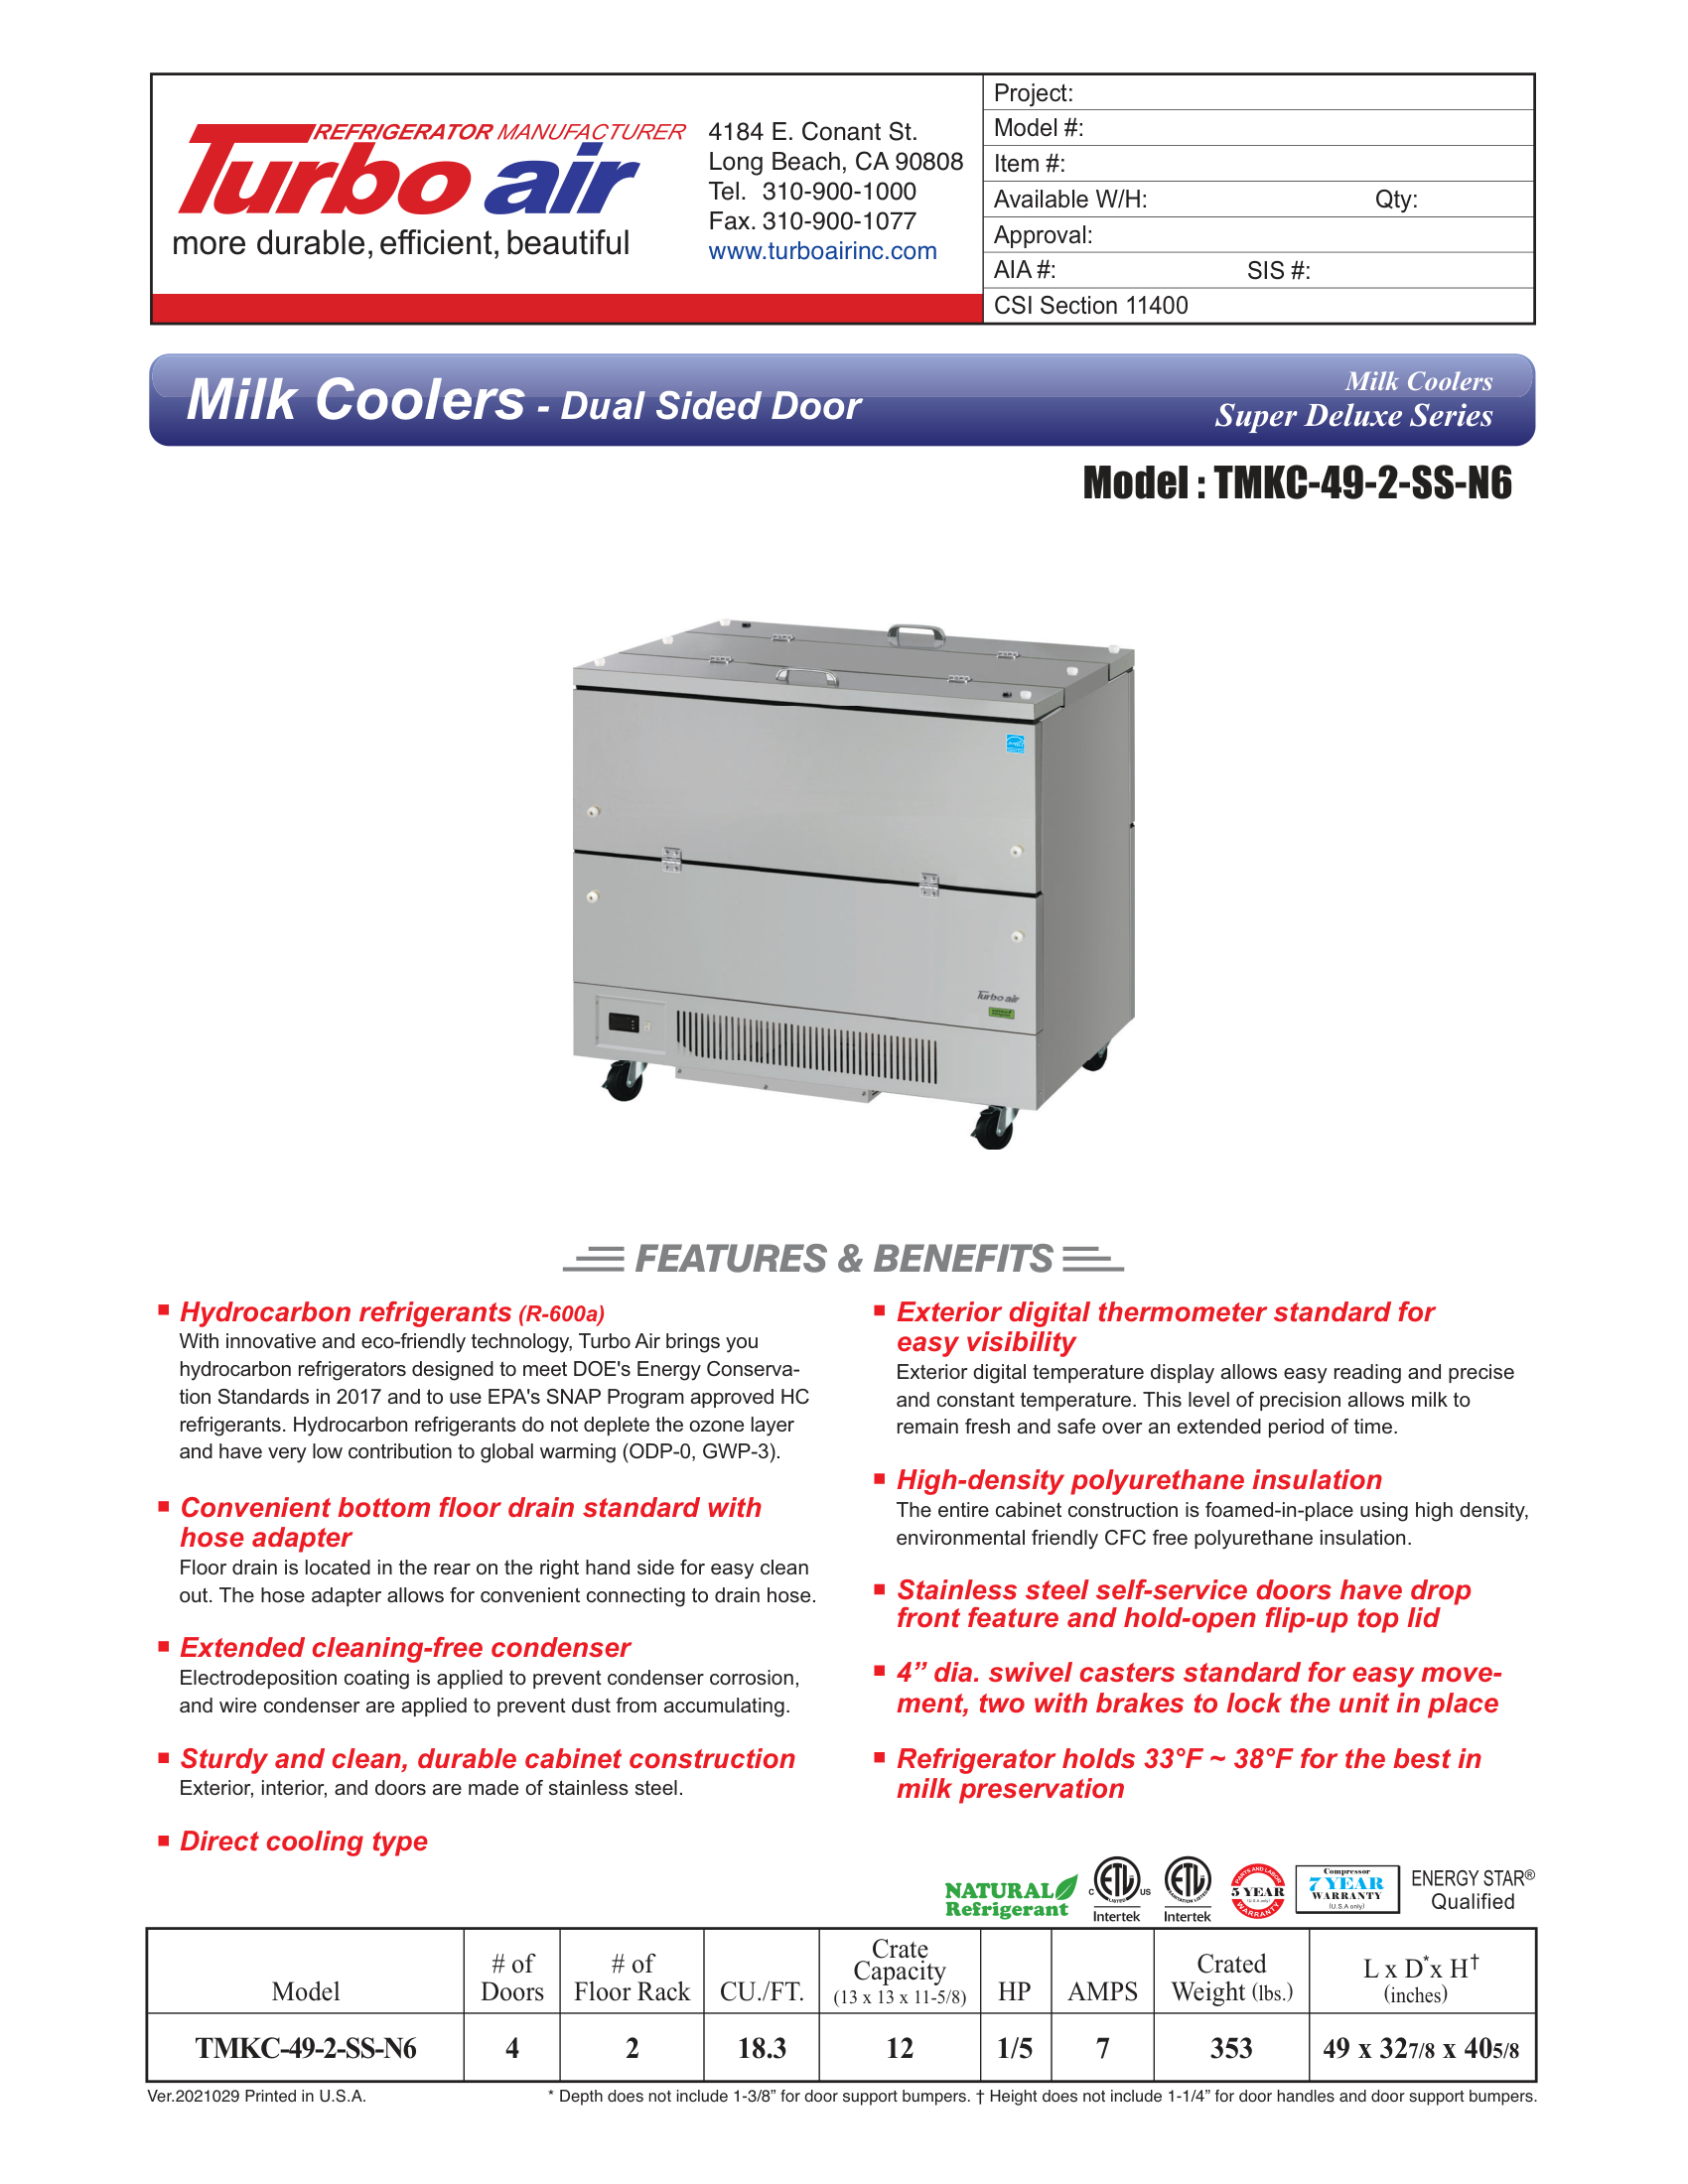 REFRIGERATOR MANUFACTURER
Turbo air
more durable, efficient, beautiful
4184 E. Conant St.
Long Beach, CA 90808
Tel. 310-900-1000
Fax. 310-900-1077
www.turboairinc.com
Project:
Model #:
Item #:
Available W/H: Qty:
Approval:
AIA #: SIS #:
CSI Section 11400
Milk Coolers - Dual Sided Door
Milk Coolers
Super Deluxe Series
Model : TMKC-49-2-SS-N6
Turbo air
FEATURES & BENEFITS
Hydrocarbon refrigerants (R-600a)
With innovative and eco-friendly technology, Turbo Air brings you
hydrocarbon refrigerators designed to meet DOE's Energy Conserva-
tion Standards in 2017 and to use EPA's SNAP Program approved HC
refrigerants. Hydrocarbon refrigerants do not deplete the ozone layer
and have very low contribution to global warming (ODP-0, GWP-3).
Convenient bottom floor drain standard with
hose adapter
Floor drain is located in the rear on the right hand side for easy clean
out. The hose adapter allows for convenient connecting to drain hose.
Extended cleaning-free condenser
Electrodeposition coating is applied to prevent condenser corrosion,
and wire condenser are applied to prevent dust from accumulating.
Sturdy and clean, durable cabinet construction
Exterior, interior, and doors are made of stainless steel.
Direct cooling type
Exterior digital thermometer standard for
easy visibility
Exterior digital temperature display allows easy reading and precise
and constant temperature. This level of precision allows milk to
remain fresh and safe over an extended period of time.
High-density polyurethane insulation
The entire cabinet construction is foamed-in-place using high density,
environmental friendly CFC free polyurethane insulation.
Stainless steel self-service doors have drop
front feature and hold-open flip-up top lid
4” dia. swivel casters standard for easy move-
ment, two with brakes to lock the unit in place
Refrigerator holds 33°F ~ 38°F for the best in
milk preservation
NATURAL
Refrigerant
C ETL US
LISTED
Intertek
ETL
SANITATION LISTED
Intertek
PARTS AND LABOR
5 YEAR
(U.S.A only)
WARRANTY
Compressor
7 YEAR
WARRANTY
(U.S.A only)
ENERGY STAR®
Qualified
Model # of Doors # of Floor Rack CU./FT. Crate Capacity (13 x 13 x 11-5/8) HP AMPS Crated Weight (lbs.) L x D* x H† (inches)
TMKC-49-2-SS-N6 4 2 18.3 12 1/5 7 353 49 x 327/8 x 405/8
Ver.2021029 Printed in U.S.A.
* Depth does not include 1-3/8” for door support bumpers. † Height does not include 1-1/4” for door handles and door support bumpers.